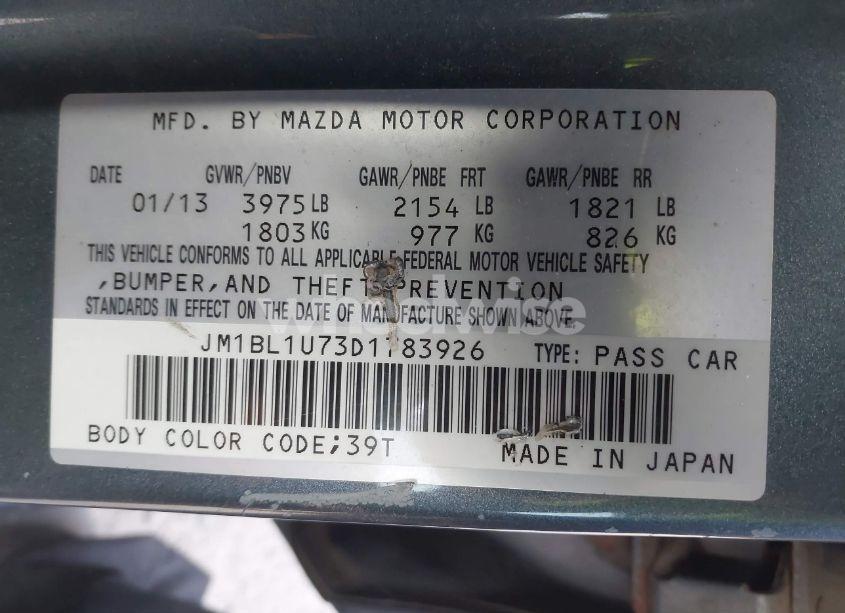 MFD. BY MAZDA MOTOR CORPORATION
DATE GVWR/PNBV GAWR/PNBE FRT GAWR/PNBE RR
01/13 3975 LB 2154 LB 1821 LB
1803 KG 977 KG 826 KG
THIS VEHICLE CONFORMS TO ALL APPLICABLE FEDERAL MOTOR VEHICLE SAFETY
,BUMPER,AND THEFT PREVENTION
STANDARDS IN EFFECT ON THE DATE OF MANUFACTURE SHOWN ABOVE.
wheelwise
JM1BL1U73D1783926 TYPE: PASS CAR
BODY COLOR CODE;39T
MADE IN JAPAN